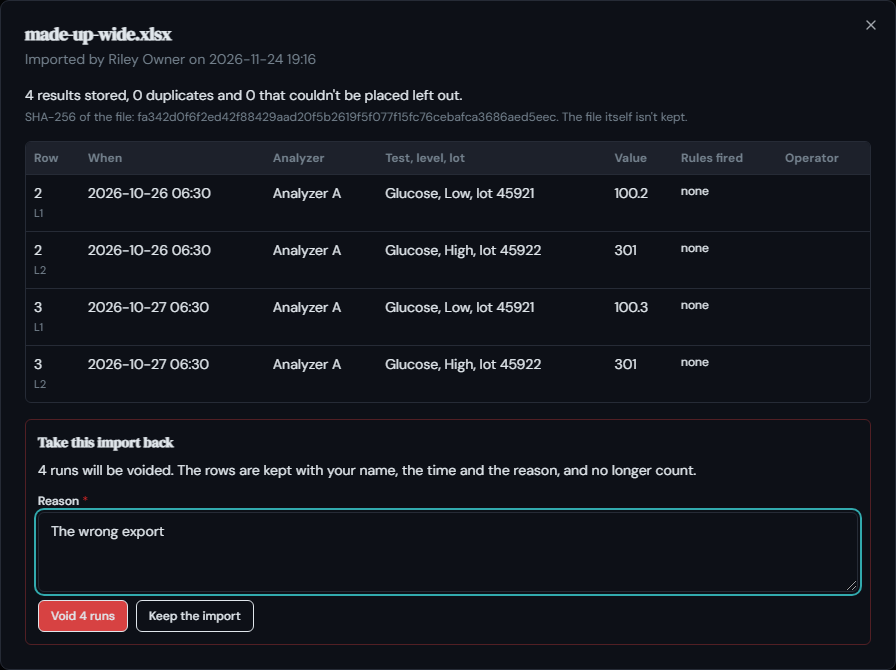 made-up-wide.xlsx
Imported by Riley Owner on 2026-11-24 19:16
4 results stored, 0 duplicates and 0 that couldn't be placed left out.
SHA-256 of the file: fa342d0f6f2ed42f88429aad20f5b2619f5f077f15fc76cebafca3686aed5eec. The file itself isn't kept.
Row When Analyzer Test, level, lot Value Rules fired Operator
2 2026-10-26 06:30 Analyzer A Glucose, Low, lot 45921 100.2 none
L1
2 2026-10-26 06:30 Analyzer A Glucose, High, lot 45922 301 none
L2
3 2026-10-27 06:30 Analyzer A Glucose, Low, lot 45921 100.3 none
L1
3 2026-10-27 06:30 Analyzer A Glucose, High, lot 45922 301 none
L2
Take this import back
4 runs will be voided. The rows are kept with your name, the time and the reason, and no longer count.
Reason *
The wrong export
Void 4 runs Keep the import